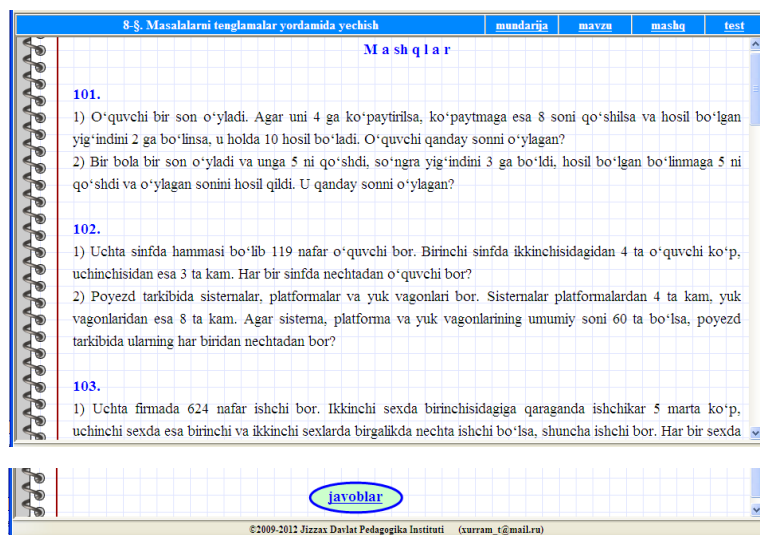 8-§. Masalalarni tenglamalar yordamida yechish mundarija mavzu mashq test
M a sh q l a r
101.
1) O‘quvchi bir son o‘yladi. Agar uni 4 ga ko‘paytirilsa, ko‘paytmaga esa 8 soni qo‘shilsa va hosil bo‘lgan
yig‘indini 2 ga bo‘linsa, u holda 10 hosil bo‘ladi. O‘quvchi qanday sonni o‘ylagan?
2) Bir bola bir son o‘yladi va unga 5 ni qo‘shdi, so‘ngra yig‘indini 3 ga bo‘ldi, hosil bo‘lgan bo‘linmaga 5 ni
qo‘shdi va o‘ylagan sonini hosil qildi. U qanday sonni o‘ylagan?
102.
1) Uchta sinfda hammasi bo‘lib 119 nafar o‘quvchi bor. Birinchi sinfda ikkinchisidagidan 4 ta o‘quvchi ko‘p,
uchinchisidan esa 3 ta kam. Har bir sinfda nechtadan o‘quvchi bor?
2) Poyezd tarkibida sisternalar, platformalar va yuk vagonlari bor. Sisternalar platformalardan 4 ta kam, yuk
vagonlaridan esa 8 ta kam. Agar sisterna, platforma va yuk vagonlarining umumiy soni 60 ta bo‘lsa, poyezd
tarkibida ularning har biridan nechtadan bor?
103.
1) Uchta firmada 624 nafar ishchi bor. Ikkinchi sexda birinchisidagiga qaraganda ishchikar 5 marta ko‘p,
uchinchi sexda esa birinchi va ikkinchi sexlarda birgalikda nechta ishchi bo‘lsa, shuncha ishchi bor. Har bir sexda
javoblar
©2009-2012 Jizzax Davlat Pedagogika Instituti (xurram_t@mail.ru)